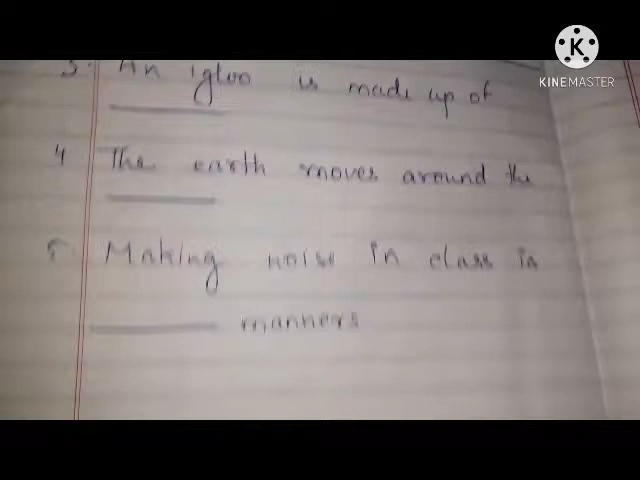 KINEMASTER
3. An igloo is made up of
4 The earth moves around the
5 Making noise in class is
manners